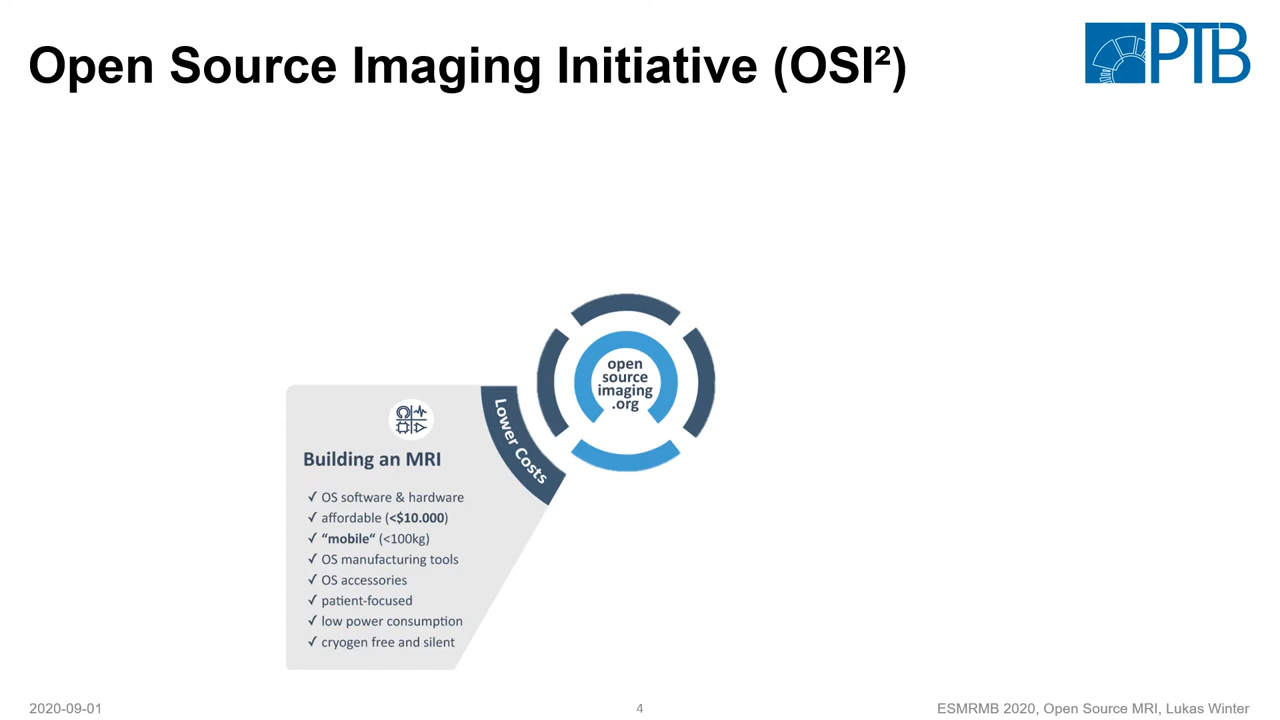 Open Source Imaging Initiative (OSI²)
PTB
open
source
imaging
.org
Lower Costs
Building an MRI
✓ OS software & hardware
✓ affordable (<$10.000)
✓ “mobile“ (<100kg)
✓ OS manufacturing tools
✓ OS accessories
✓ patient-focused
✓ low power consumption
✓ cryogen free and silent
2020-09-01
4
ESMRMB 2020, Open Source MRI, Lukas Winter